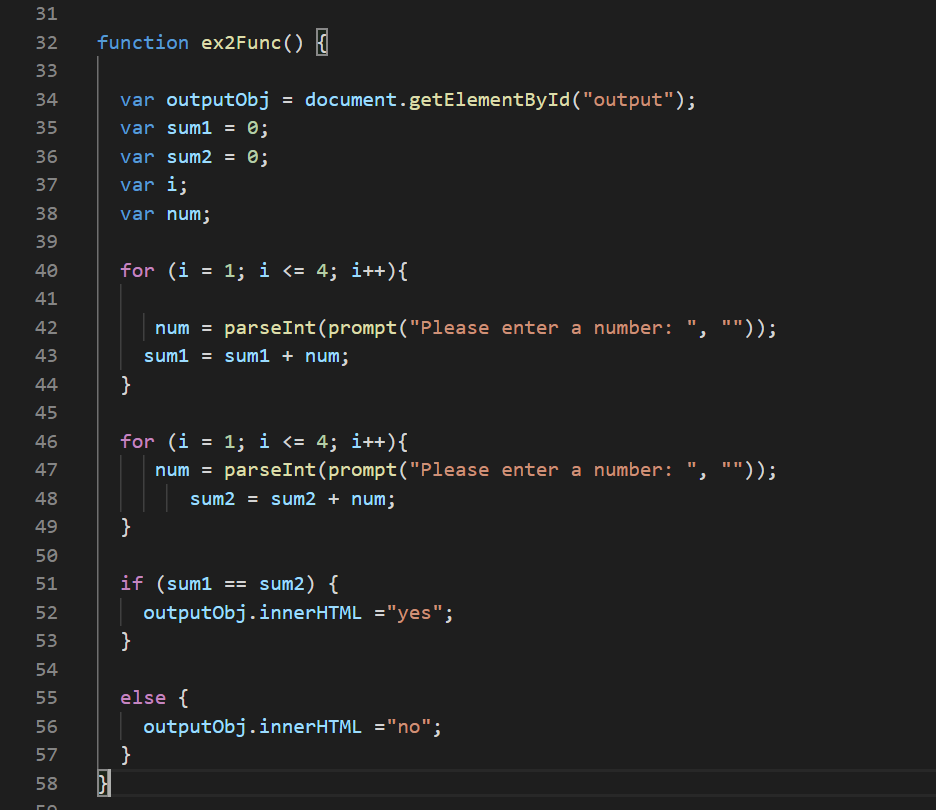 31
32 function ex2Func() {
33
34 var outputObj = document.getElementById("output");
35 var sum1 = 0;
36 var sum2 = 0;
37 var i;
38 var num;
39
40 for (i = 1; i <= 4; i++){
41
42 num = parseInt(prompt("Please enter a number: ", ""));
43 sum1 = sum1 + num;
44 }
45
46 for (i = 1; i <= 4; i++){
47 num = parseInt(prompt("Please enter a number: ", ""));
48 sum2 = sum2 + num;
49 }
50
51 if (sum1 == sum2) {
52 outputObj.innerHTML ="yes";
53 }
54
55 else {
56 outputObj.innerHTML ="no";
57 }
58 }